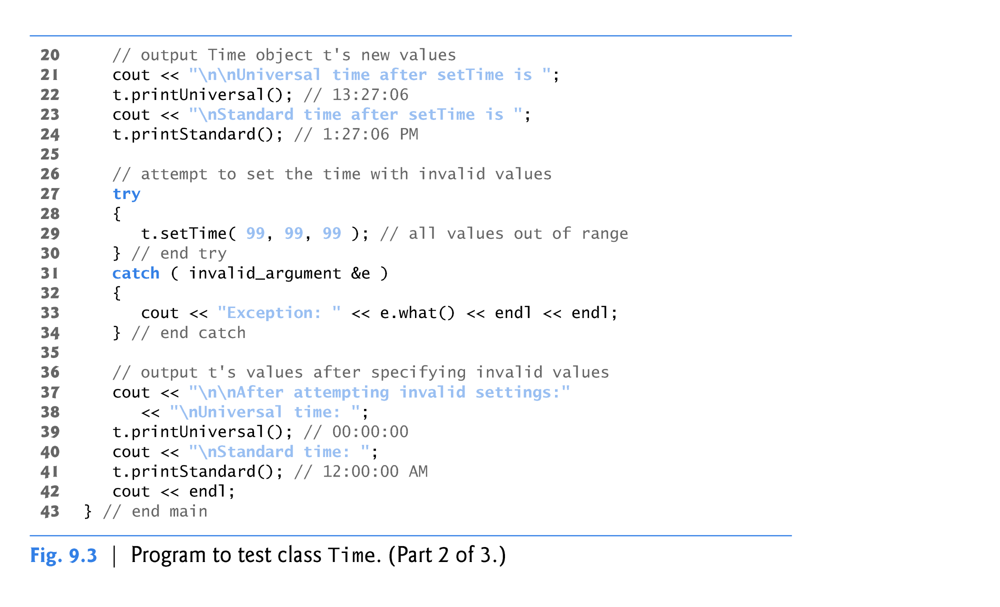 20 // output Time object t's new values
21 cout << "\n\nUniversal time after setTime is ";
22 t.printUniversal(); // 13:27:06
23 cout << "\nStandard time after setTime is ";
24 t.printStandard(); // 1:27:06 PM
25
26 // attempt to set the time with invalid values
27 try
28 {
29 t.setTime( 99, 99, 99 ); // all values out of range
30 } // end try
31 catch ( invalid_argument &e )
32 {
33 cout << "Exception: " << e.what() << endl << endl;
34 } // end catch
35
36 // output t's values after specifying invalid values
37 cout << "\n\nAfter attempting invalid settings:"
38 << "\nUniversal time: ";
39 t.printUniversal(); // 00:00:00
40 cout << "\nStandard time: ";
41 t.printStandard(); // 12:00:00 AM
42 cout << endl;
43 } // end main
Fig. 9.3 | Program to test class Time. (Part 2 of 3.)